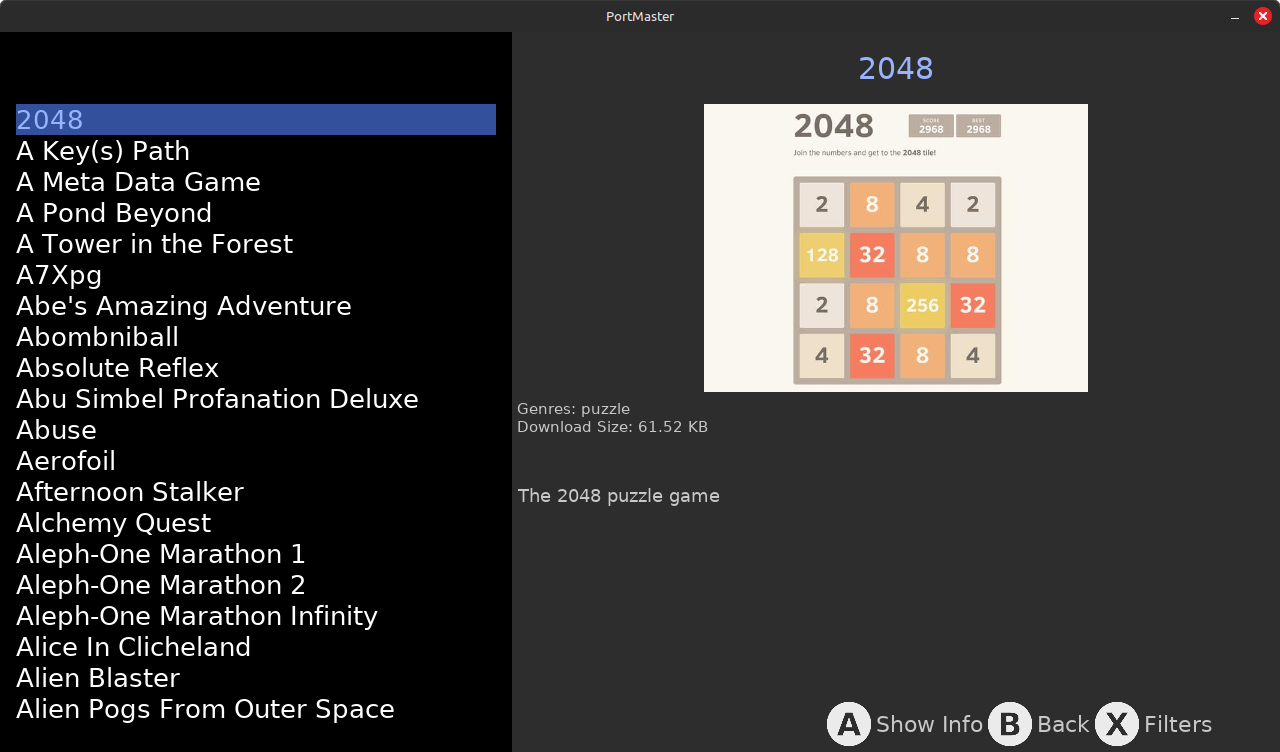 PortMaster
2048
A Key(s) Path
A Meta Data Game
A Pond Beyond
A Tower in the Forest
A7Xpg
Abe's Amazing Adventure
Abombniball
Absolute Reflex
Abu Simbel Profanation Deluxe
Abuse
Aerofoil
Afternoon Stalker
Alchemy Quest
Aleph-One Marathon 1
Aleph-One Marathon 2
Aleph-One Marathon Infinity
Alice In Clicheland
Alien Blaster
Alien Pogs From Outer Space
2048
2048
SCORE
2968
BEST
2968
Join the numbers and get to the 2048 tile!
2 8 4 2
128 32 8 8
2 8 256 32
4 32 8 4
Genres: puzzle
Download Size: 61.52 KB
The 2048 puzzle game
A Show Info B Back X Filters